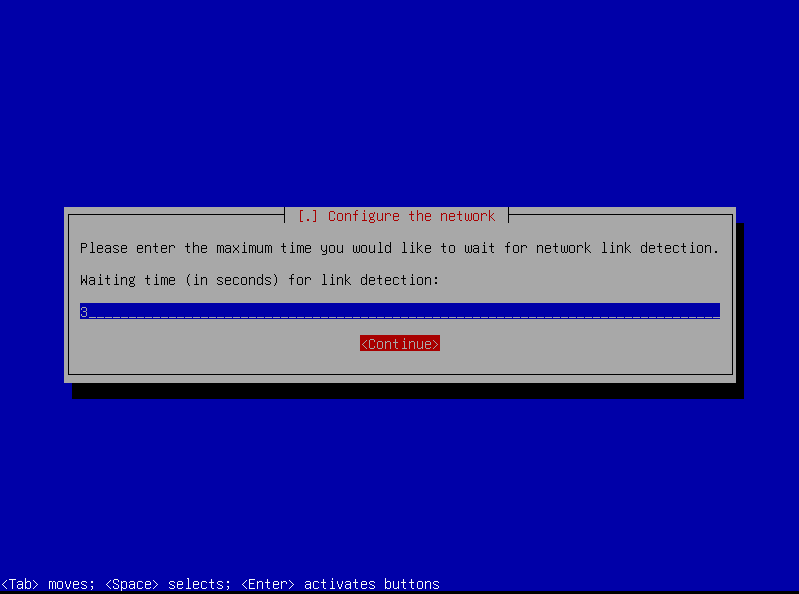 [.] Configure the network
Please enter the maximum time you would like to wait for network link detection.
Waiting time (in seconds) for link detection:
3_______________________________________________________________________________
<Continue>
<Tab> moves; <Space> selects; <Enter> activates buttons